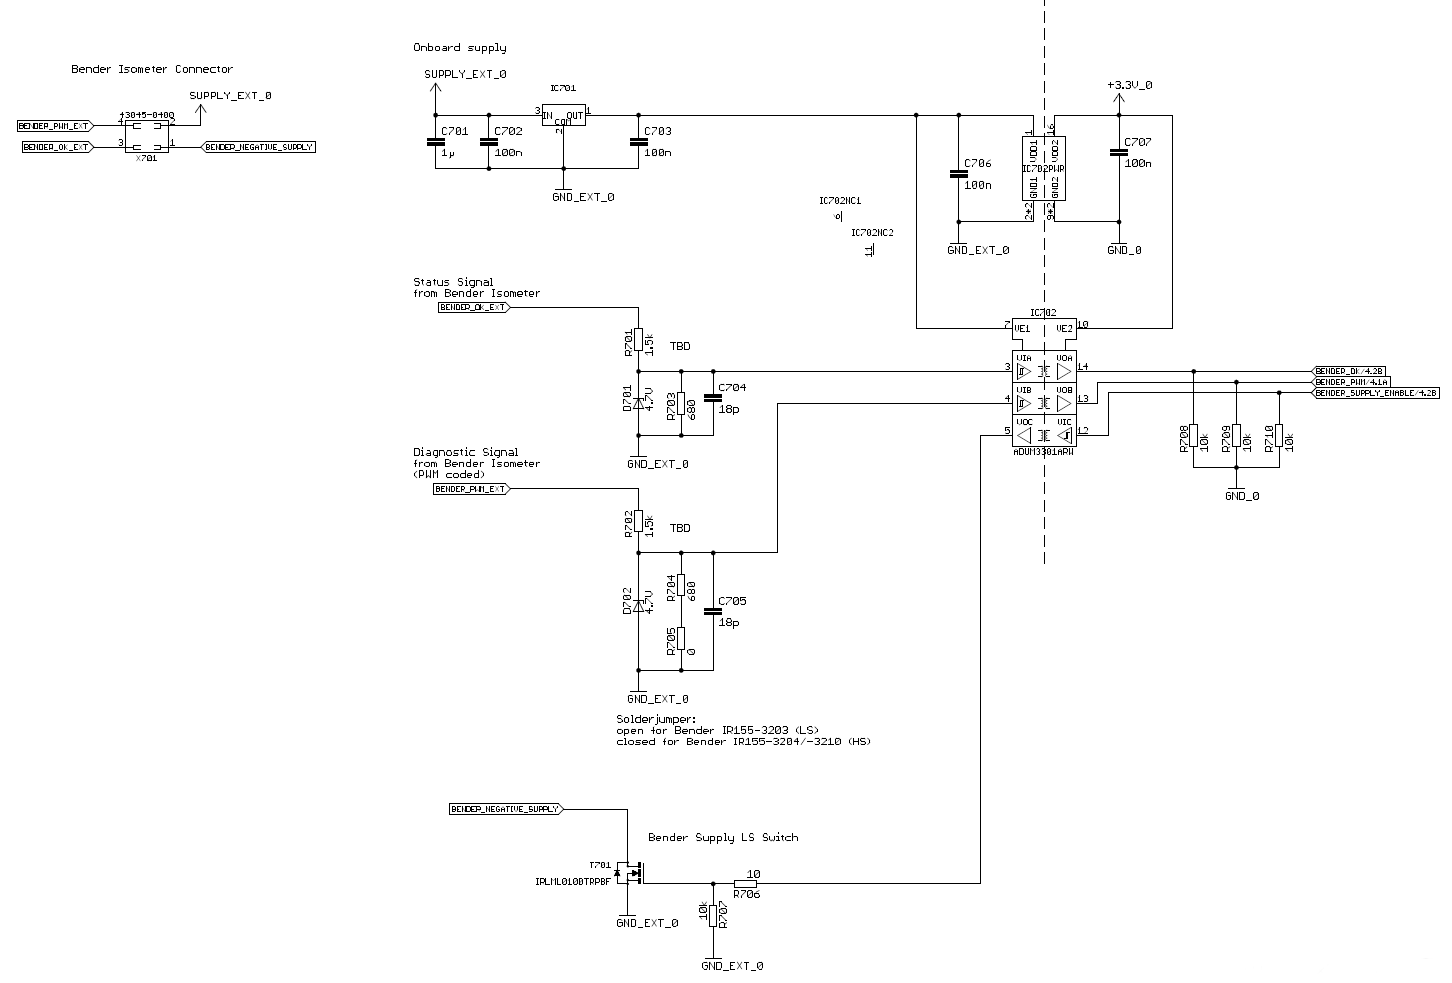 Onboard supply
Bender Isometer Connector
SUPPLY_EXT_0
SUPPLY_EXT_0
IC701
+3.3V_0
43045-0400
BENDER_PWM_EXT
4
2
BENDER_OK_EXT
3
1
BENDER_NEGATIVE_SUPPLY
X701
3
IN
OUT
1
COM
2
C701
1µ
C702
100n
C703
100n
GND_EXT_0
1
16
VDD1
VDD2
IC702PWR
GND1
GND2
2*2
9*2
C706
100n
C707
100n
GND_EXT_0
GND_0
IC702NC1
6
IC702NC2
11
Status Signal
from Bender Isometer
BENDER_OK_EXT
R701
1.5k
TBD
D701
4.7V
R703
680
C704
18p
GND_EXT_0
IC702
7
VE1
VE2
10
VIA
VOA
3
14
VIB
VOB
4
13
VOC
VIC
5
12
ADUM3301ARW
BENDER_OK/4.2B
BENDER_PWM/4.1A
BENDER_SUPPLY_ENABLE/4.2B
R708
10k
R709
10k
R710
10k
GND_0
Diagnostic Signal
from Bender Isometer
(PWM coded)
BENDER_PWM_EXT
R702
1.5k
TBD
D702
4.7V
R704
680
R705
0
C705
18p
GND_EXT_0
Solderjumper:
open for Bender IR155-3203 (LS)
closed for Bender IR155-3204/-3210 (HS)
BENDER_NEGATIVE_SUPPLY
Bender Supply LS Switch
T701
IRLML0100TRPBF
10
R706
10k
R707
GND_EXT_0
GND_EXT_0